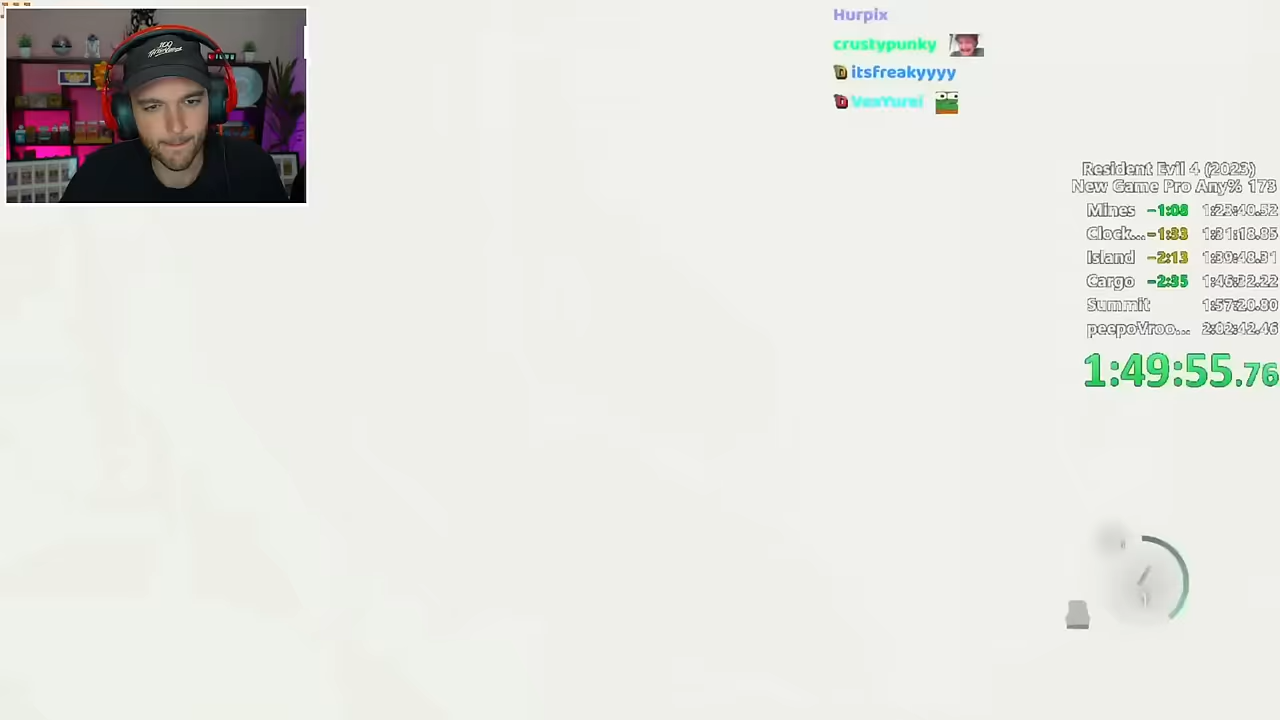 Hurpix
crustypunky
itsfreakyyyy
VexYurei
Resident Evil 4 (2023)
New Game Pro Any% 173
Mines -1:08 1:23:40.52
Clock... -1:33 1:31:18.85
Island -2:13 1:39:48.31
Cargo -2:35 1:46:32.22
Summit 1:57:20.80
peepoVroo... 2:02:42.46
1:49:55.76